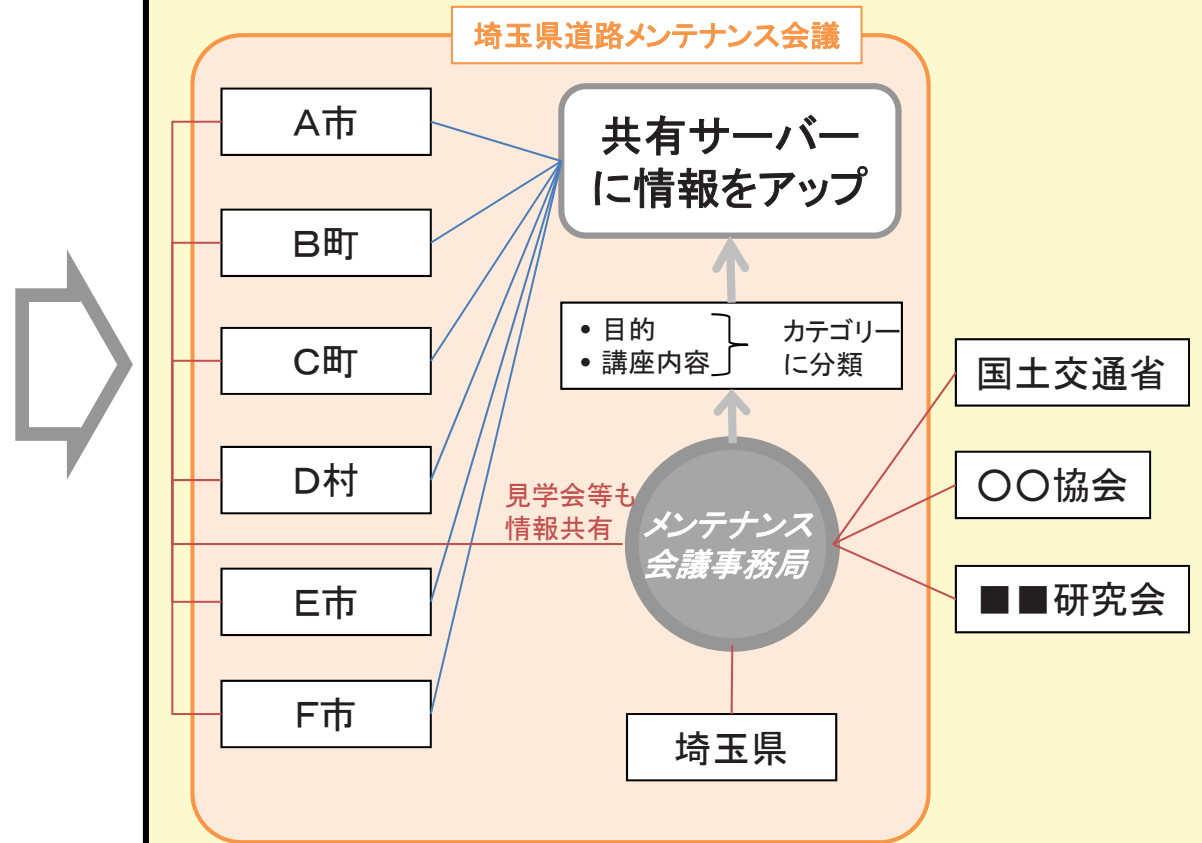 埼玉県道路メンテナンス会議
A市
B町
C町
D村
E市
F市
共有サーバー
に情報をアップ
• 目的
• 講座内容
カテゴリー
に分類
見学会等も
情報共有
メンテナンス
会議事務局
埼玉県
国土交通省
〇〇協会
■■研究会